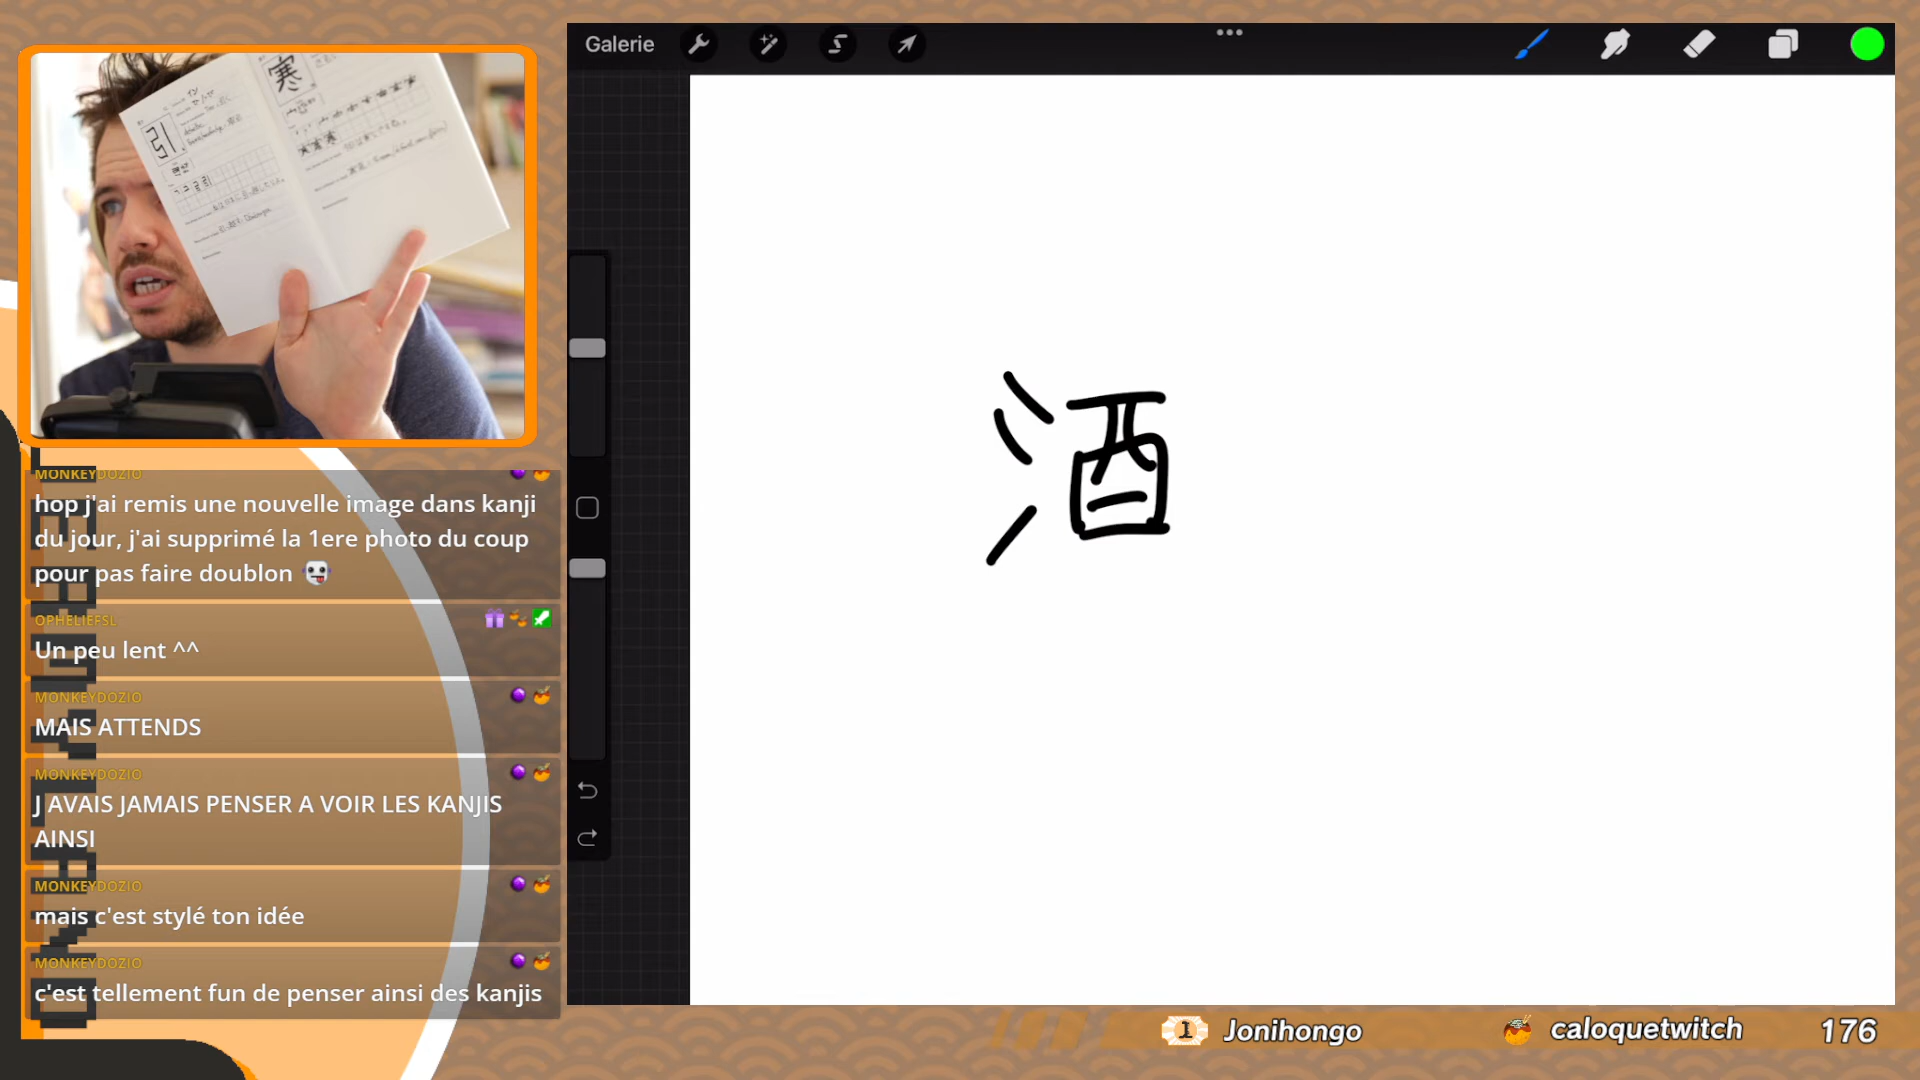 Galerie
寒
引
酒
MONKEYDOZIO
hop j'ai remis une nouvelle image dans kanji
du jour, j'ai supprimé la 1ere photo du coup
pour pas faire doublon
OPHELIEFSL
Un peu lent ^^
MONKEYDOZIO
MAIS ATTENDS
MONKEYDOZIO
J AVAIS JAMAIS PENSER A VOIR LES KANJIS
AINSI
MONKEYDOZIO
mais c'est stylé ton idée
MONKEYDOZIO
c'est tellement fun de penser ainsi des kanjis
1 Jonihongo
caloquetwitch
176